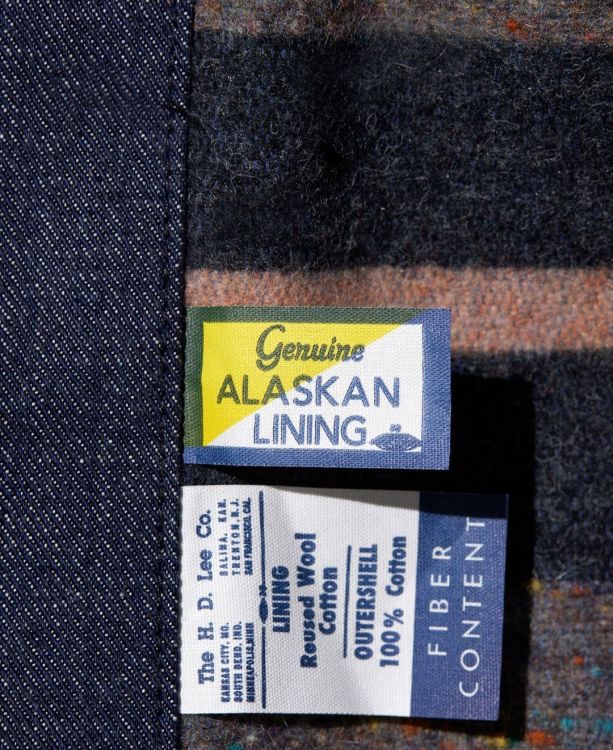 Genuine
ALASKAN
LINING
The H. D. Lee Co.
KANSAS CITY, MO. SALINA, KAN.
SOUTH BEND, IND. TRENTON, N.J.
MINNEAPOLIS, MINN SAN FRANCISCO, CAL.
LINING
Reused Wool
Cotton
OUTERSHELL
100% Cotton
FIBER
CONTENT